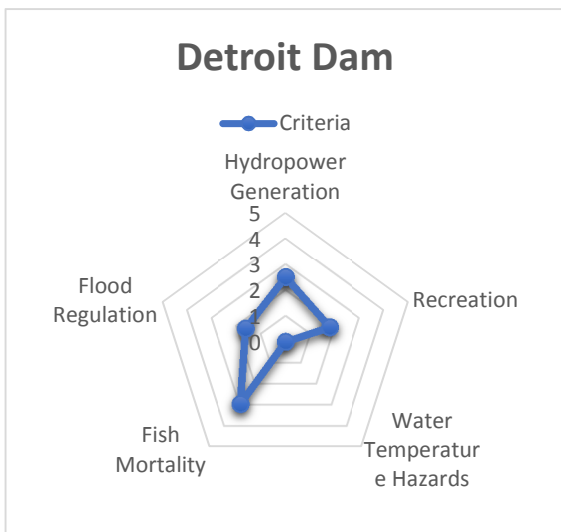 Detroit Dam
Criteria
Hydropower
Generation
5
4
3
2
1
0
Flood
Regulation
Recreation
Fish
Mortality
Water
Temperatur
e Hazards